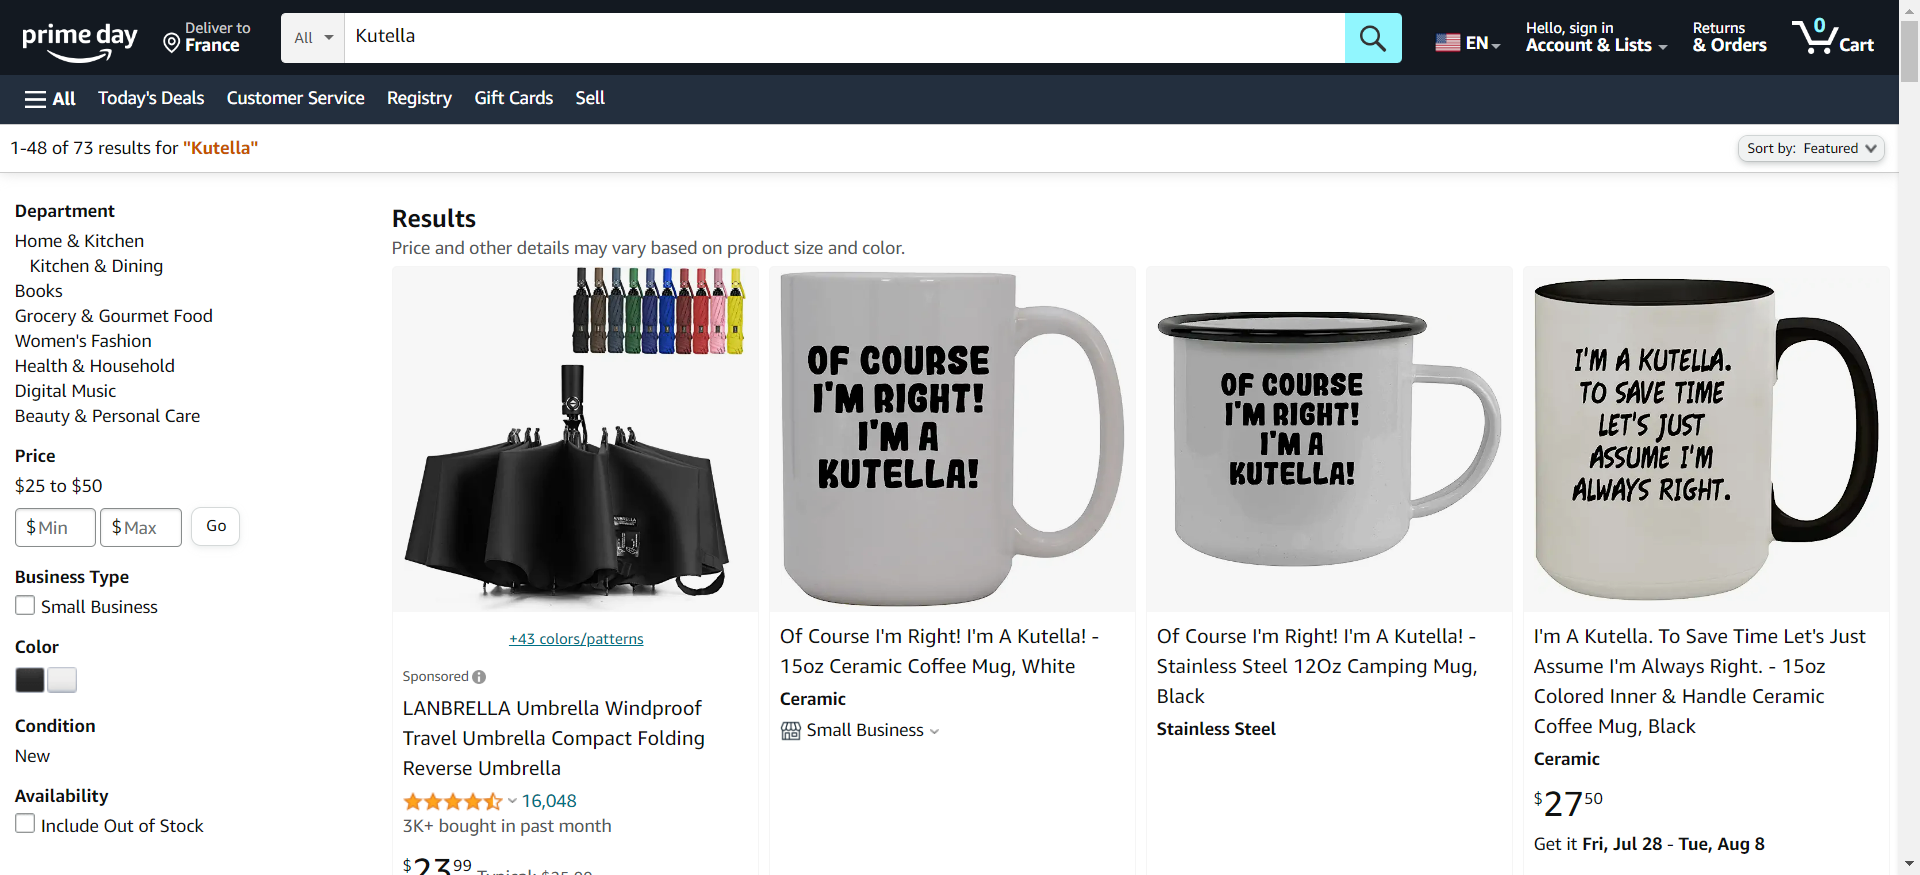 prime day
Deliver to
France
All
Kutella
EN
Hello, sign in
Account & Lists
Returns
& Orders
0
Cart
All
Today's Deals
Customer Service
Registry
Gift Cards
Sell
1-48 of 73 results for "Kutella"
Sort by: Featured
Department
Home & Kitchen
Kitchen & Dining
Books
Grocery & Gourmet Food
Women's Fashion
Health & Household
Digital Music
Beauty & Personal Care
Price
$25 to $50
$ Min
$ Max
Go
Business Type
Small Business
Color
Condition
New
Availability
Include Out of Stock
Results
Price and other details may vary based on product size and color.
+43 colors/patterns
Sponsored
LANBRELLA Umbrella Windproof
Travel Umbrella Compact Folding
Reverse Umbrella
16,048
3K+ bought in past month
$23.99
OF COURSE
I'M RIGHT!
I'M A
KUTELLA!
Of Course I'm Right! I'm A Kutella! -
15oz Ceramic Coffee Mug, White
Ceramic
Small Business
OF COURSE
I'M RIGHT!
I'M A
KUTELLA!
Of Course I'm Right! I'm A Kutella! -
Stainless Steel 12Oz Camping Mug,
Black
Stainless Steel
I'M A KUTELLA.
TO SAVE TIME
LET'S JUST
ASSUME I'M
ALWAYS RIGHT.
I'm A Kutella. To Save Time Let's Just
Assume I'm Always Right. - 15oz
Colored Inner & Handle Ceramic
Coffee Mug, Black
Ceramic
$27.50
Get it Fri, Jul 28 - Tue, Aug 8